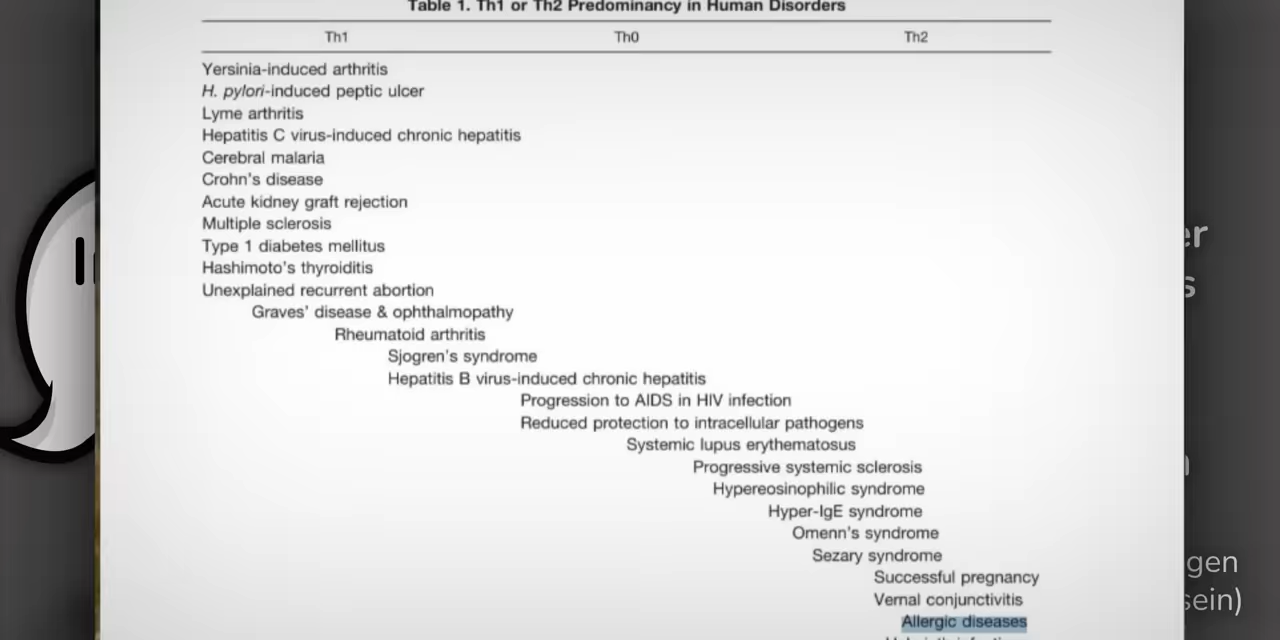 Table 1. Th1 or Th2 Predominancy in Human Disorders
Th1 Th0 Th2
Yersinia-induced arthritis
H. pylori-induced peptic ulcer
Lyme arthritis
Hepatitis C virus-induced chronic hepatitis
Cerebral malaria
Crohn's disease
Acute kidney graft rejection
Multiple sclerosis
Type 1 diabetes mellitus
Hashimoto's thyroiditis
Unexplained recurrent abortion
Graves' disease & ophthalmopathy
Rheumatoid arthritis
Sjogren's syndrome
Hepatitis B virus-induced chronic hepatitis
Progression to AIDS in HIV infection
Reduced protection to intracellular pathogens
Systemic lupus erythematosus
Progressive systemic sclerosis
Hypereosinophilic syndrome
Hyper-IgE syndrome
Omenn's syndrome
Sezary syndrome
Successful pregnancy
Vernal conjunctivitis
Allergic diseases
er
s
gen
sein)